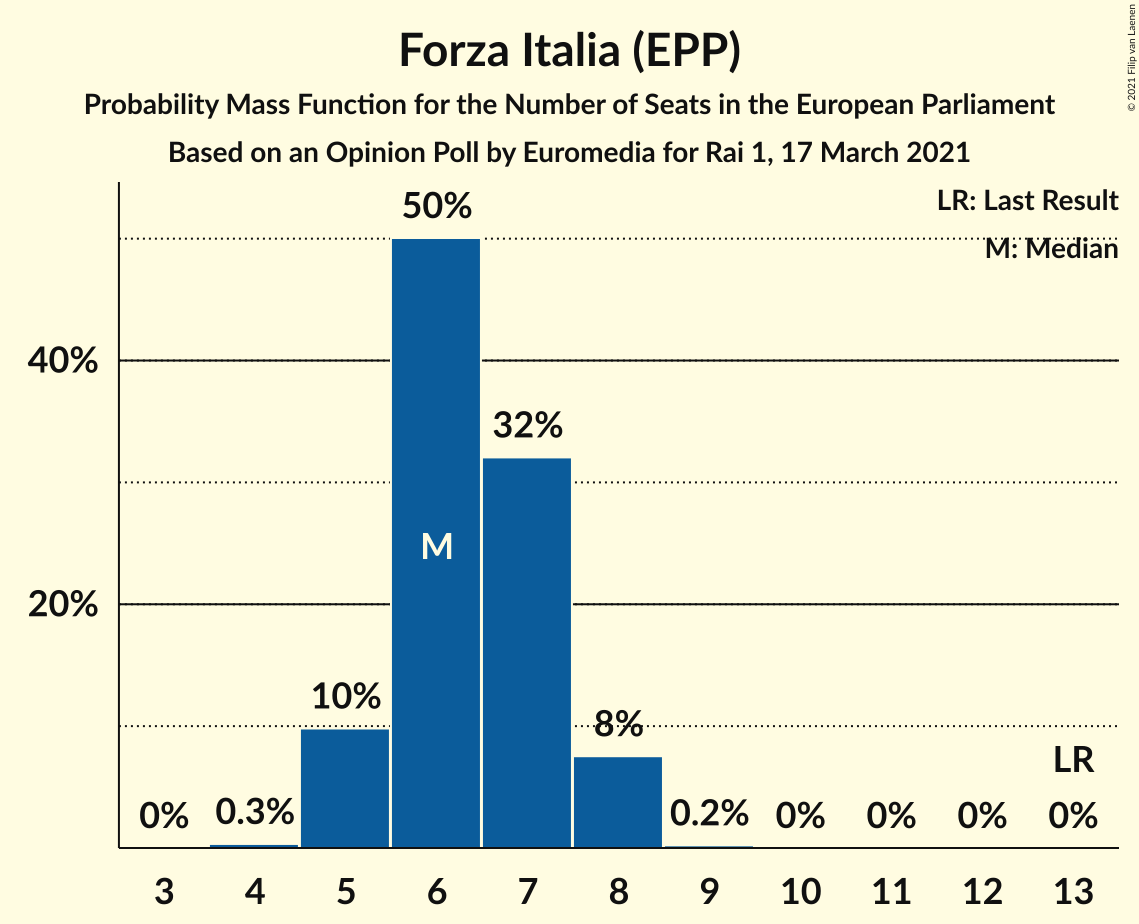 © 2021 Filip van Laenen
Forza Italia (EPP)
Probability Mass Function for the Number of Seats in the European Parliament
Based on an Opinion Poll by Euromedia for Rai 1, 17 March 2021
LR: Last Result
M: Median
50%
40%
32%
M
20%
10%
8%
LR
0% 0.3% 0.2% 0% 0% 0% 0%
3 4 5 6 7 8 9 10 11 12 13